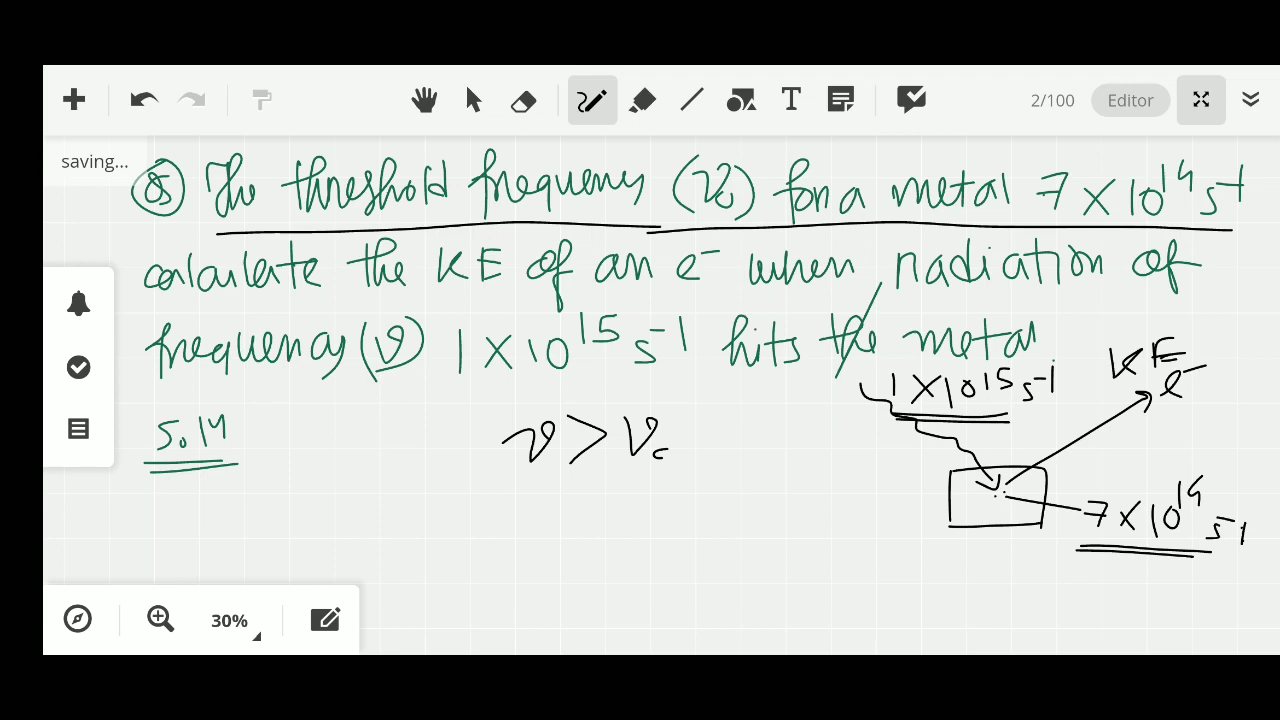 2/100 Editor
saving...
⑧ The threshold frequency (ν₀) for a metal 7 × 10¹⁴ s⁻¹
calculate the KE of an e⁻ when radiation of
frequency (ν) 1 × 10¹⁵ s⁻¹ hits the metal
KE
1 × 10¹⁵ s⁻¹ e⁻
5.14 ν > ν₀
7 × 10¹⁴ s⁻¹
30%